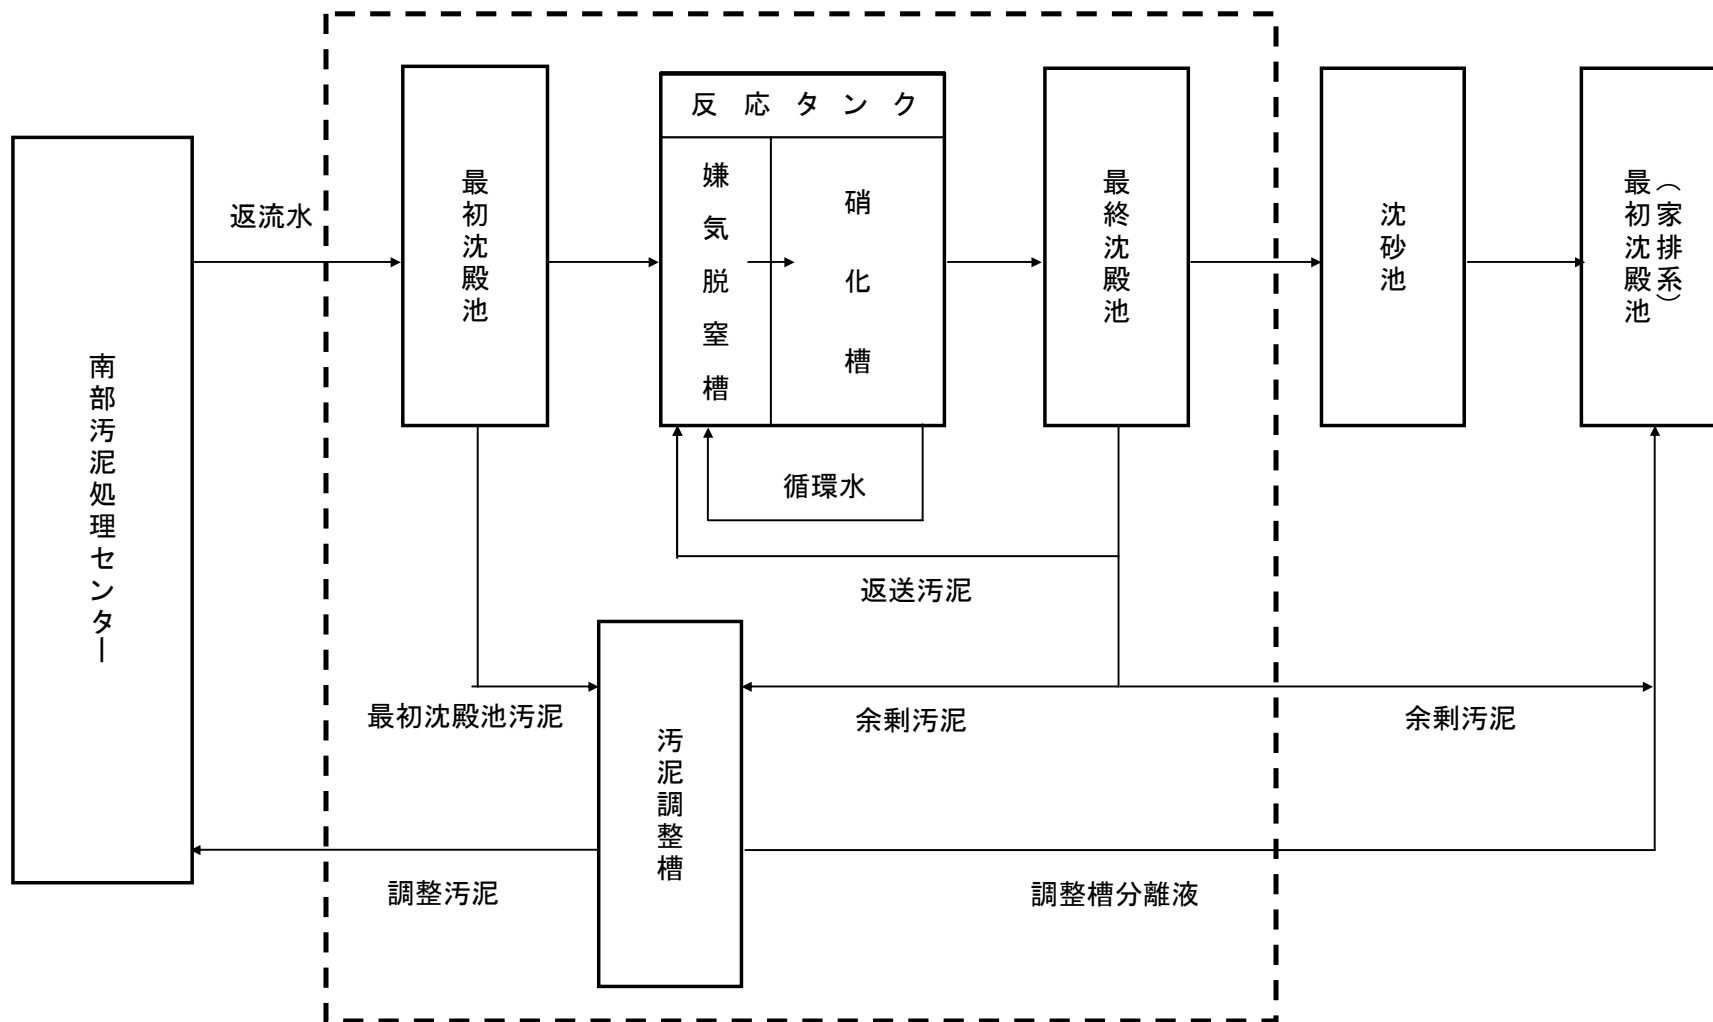 反応タンク
最初沈殿池
嫌気脱窒槽
硝化槽
最終沈殿池
沈砂池
最初沈殿池
（家排系）
返流水
南部汚泥処理センター
循環水
返送汚泥
最初沈殿池汚泥
余剰汚泥
余剰汚泥
汚泥調整槽
調整汚泥
調整槽分離液